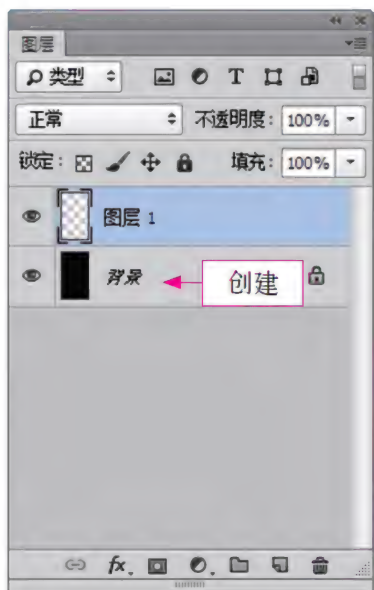 图层
类型 T
正常 不透明度: 100%
锁定: 填充: 100%
图层 1
背景 创建
fx.